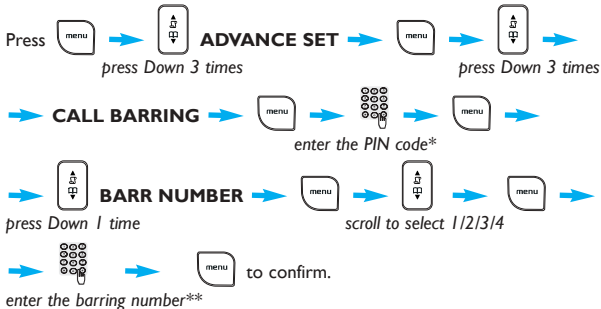 Press menu ADVANCE SET menu
press Down 3 times press Down 3 times
CALL BARRING menu menu
enter the PIN code*
BARR NUMBER menu menu
press Down 1 time scroll to select 1/2/3/4
menu to confirm.
enter the barring number**